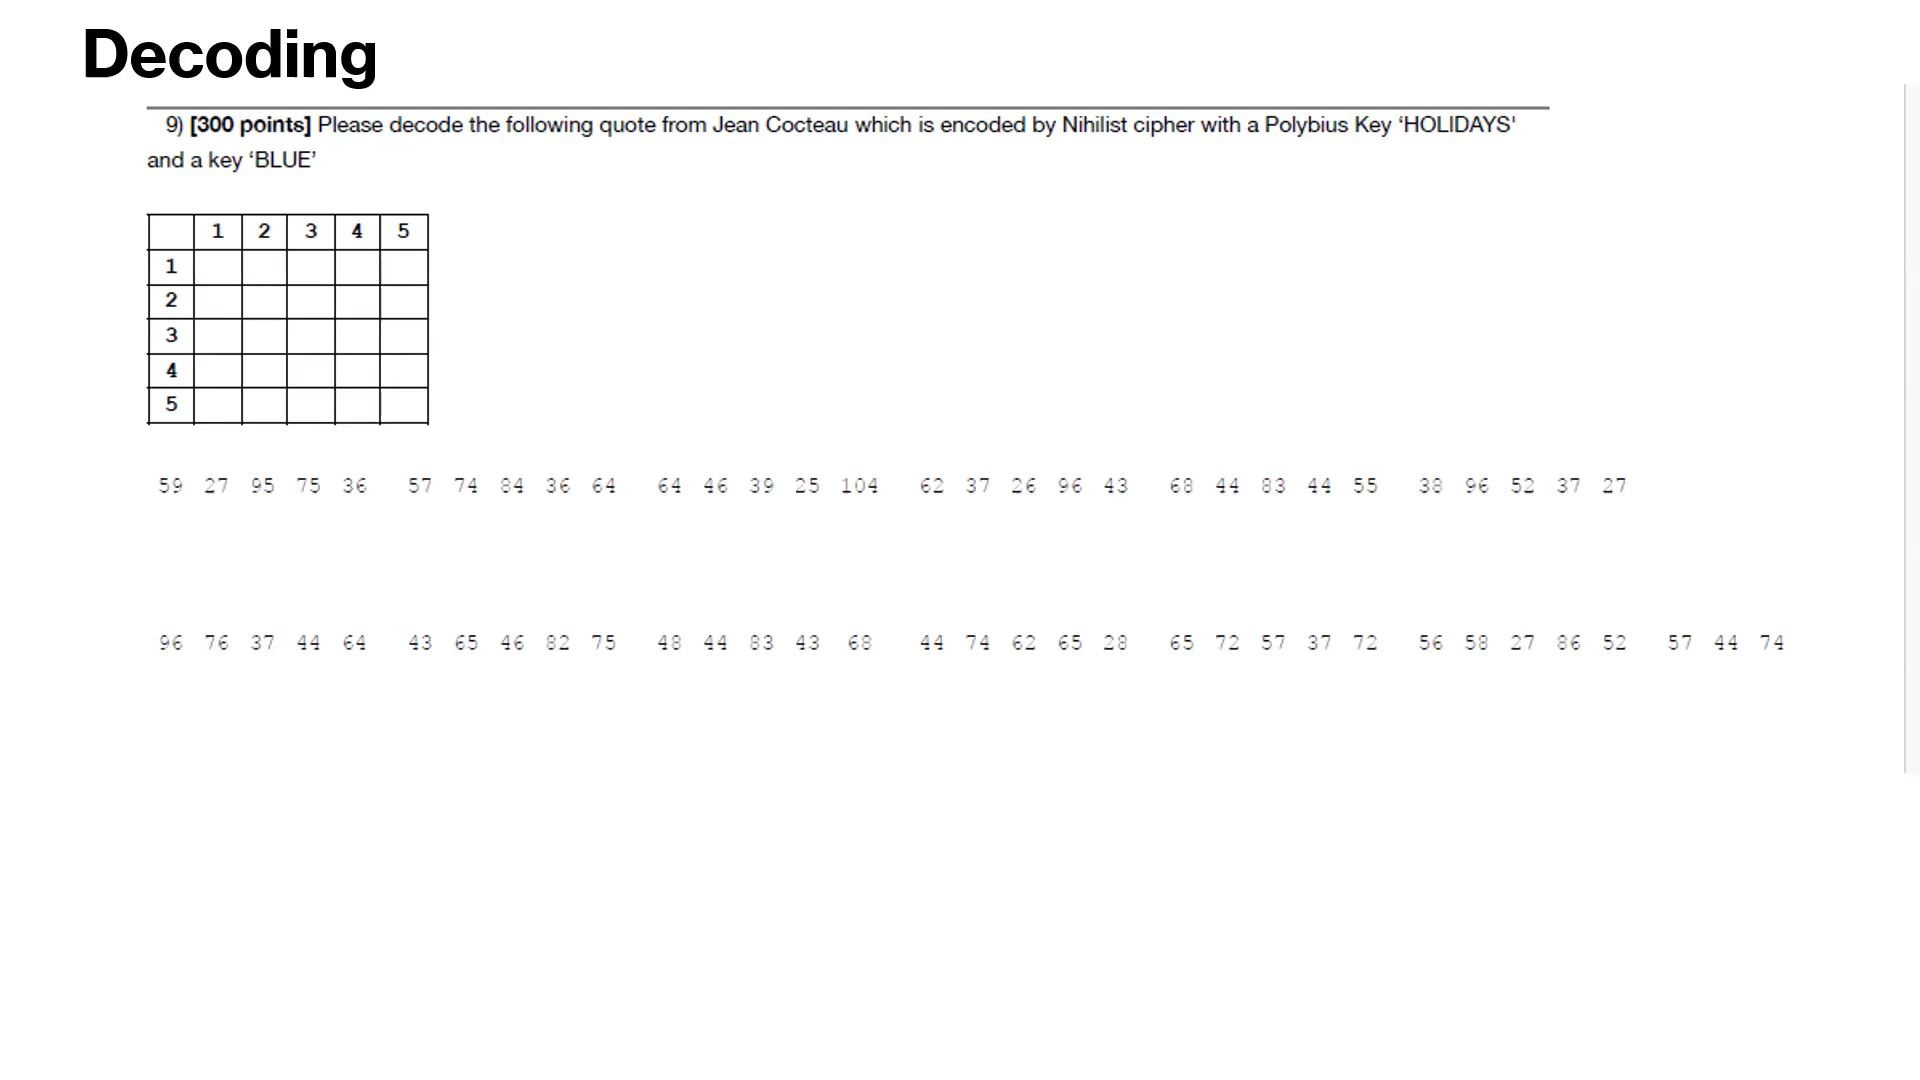 Decoding
9) [300 points] Please decode the following quote from Jean Cocteau which is encoded by Nihilist cipher with a Polybius Key ‘HOLIDAYS'
and a key ‘BLUE’
1 2 3 4 5
1
2
3
4
5
59 27 95 75 36 57 74 84 36 64 64 46 39 25 104 62 37 26 96 43 68 44 83 44 55 38 96 52 37 27
96 76 37 44 64 43 65 46 82 75 48 44 83 43 68 44 74 62 65 28 65 72 57 37 72 56 58 27 86 52 57 44 74